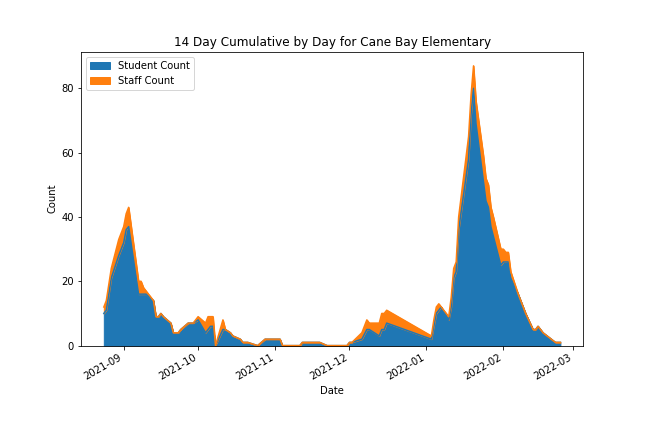 14 Day Cumulative by Day for Cane Bay Elementary
Student Count
Staff Count
80
60
40
20
0
Count
2021-09
2021-10
2021-11
2021-12
2022-01
2022-02
2022-03
Date